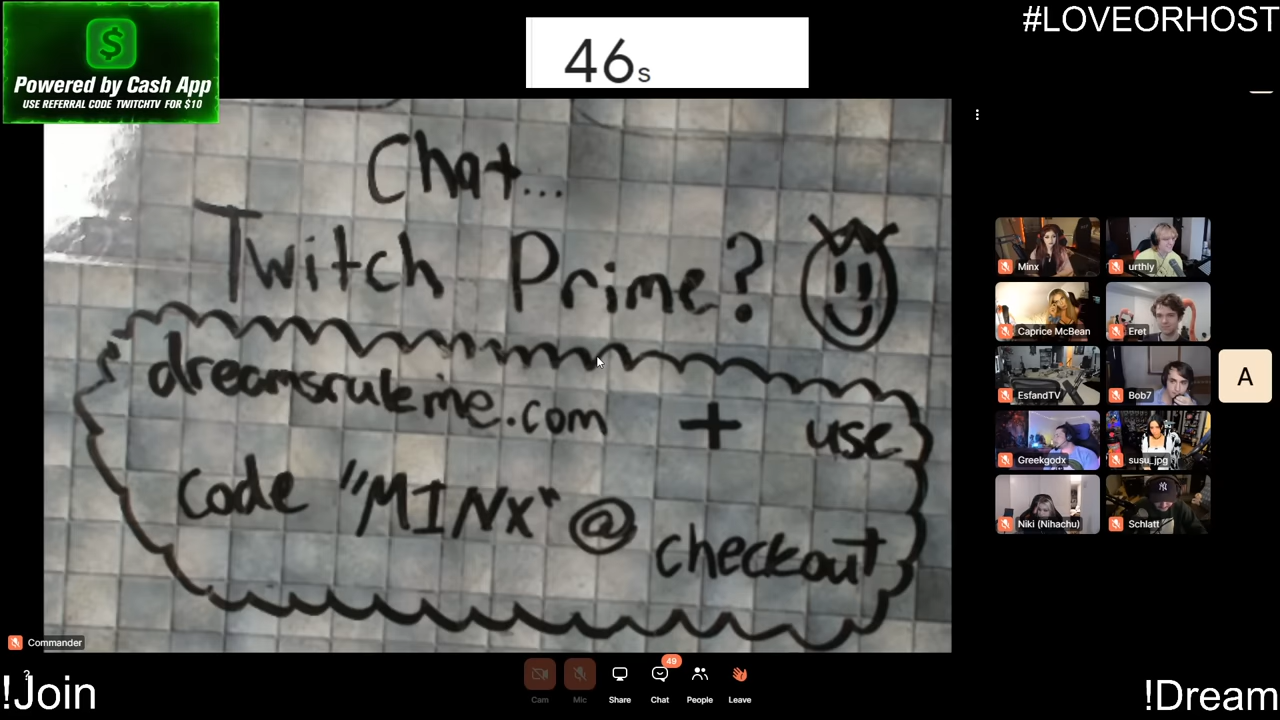 Powered by Cash App
USE REFERRAL CODE TWITCHTV FOR $10
46s
#LOVEORHOST
Chat...
Twitch Prime?
dreamsruleme.com + use
code "MINX" @ checkout
Minx
urthly
Caprice McBean
Eret
EsfandTV
Bob7
A
Greekgodx
susu_jpg
Niki (Nihachu)
Schlatt
Commander
49
Cam
Mic
Share
Chat
People
Leave
?
!Join
!Dream